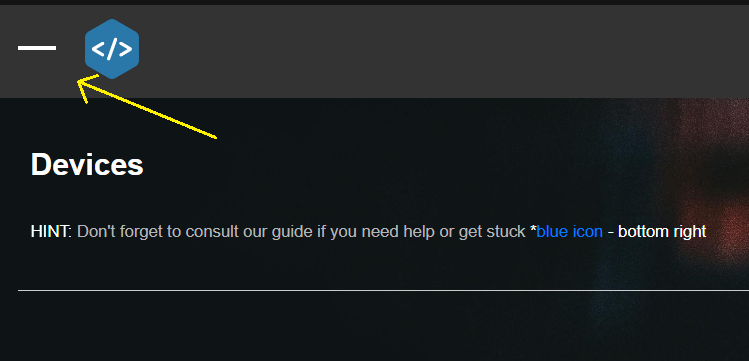 </>
Devices
HINT: Don't forget to consult our guide if you need help or get stuck *blue icon - bottom right